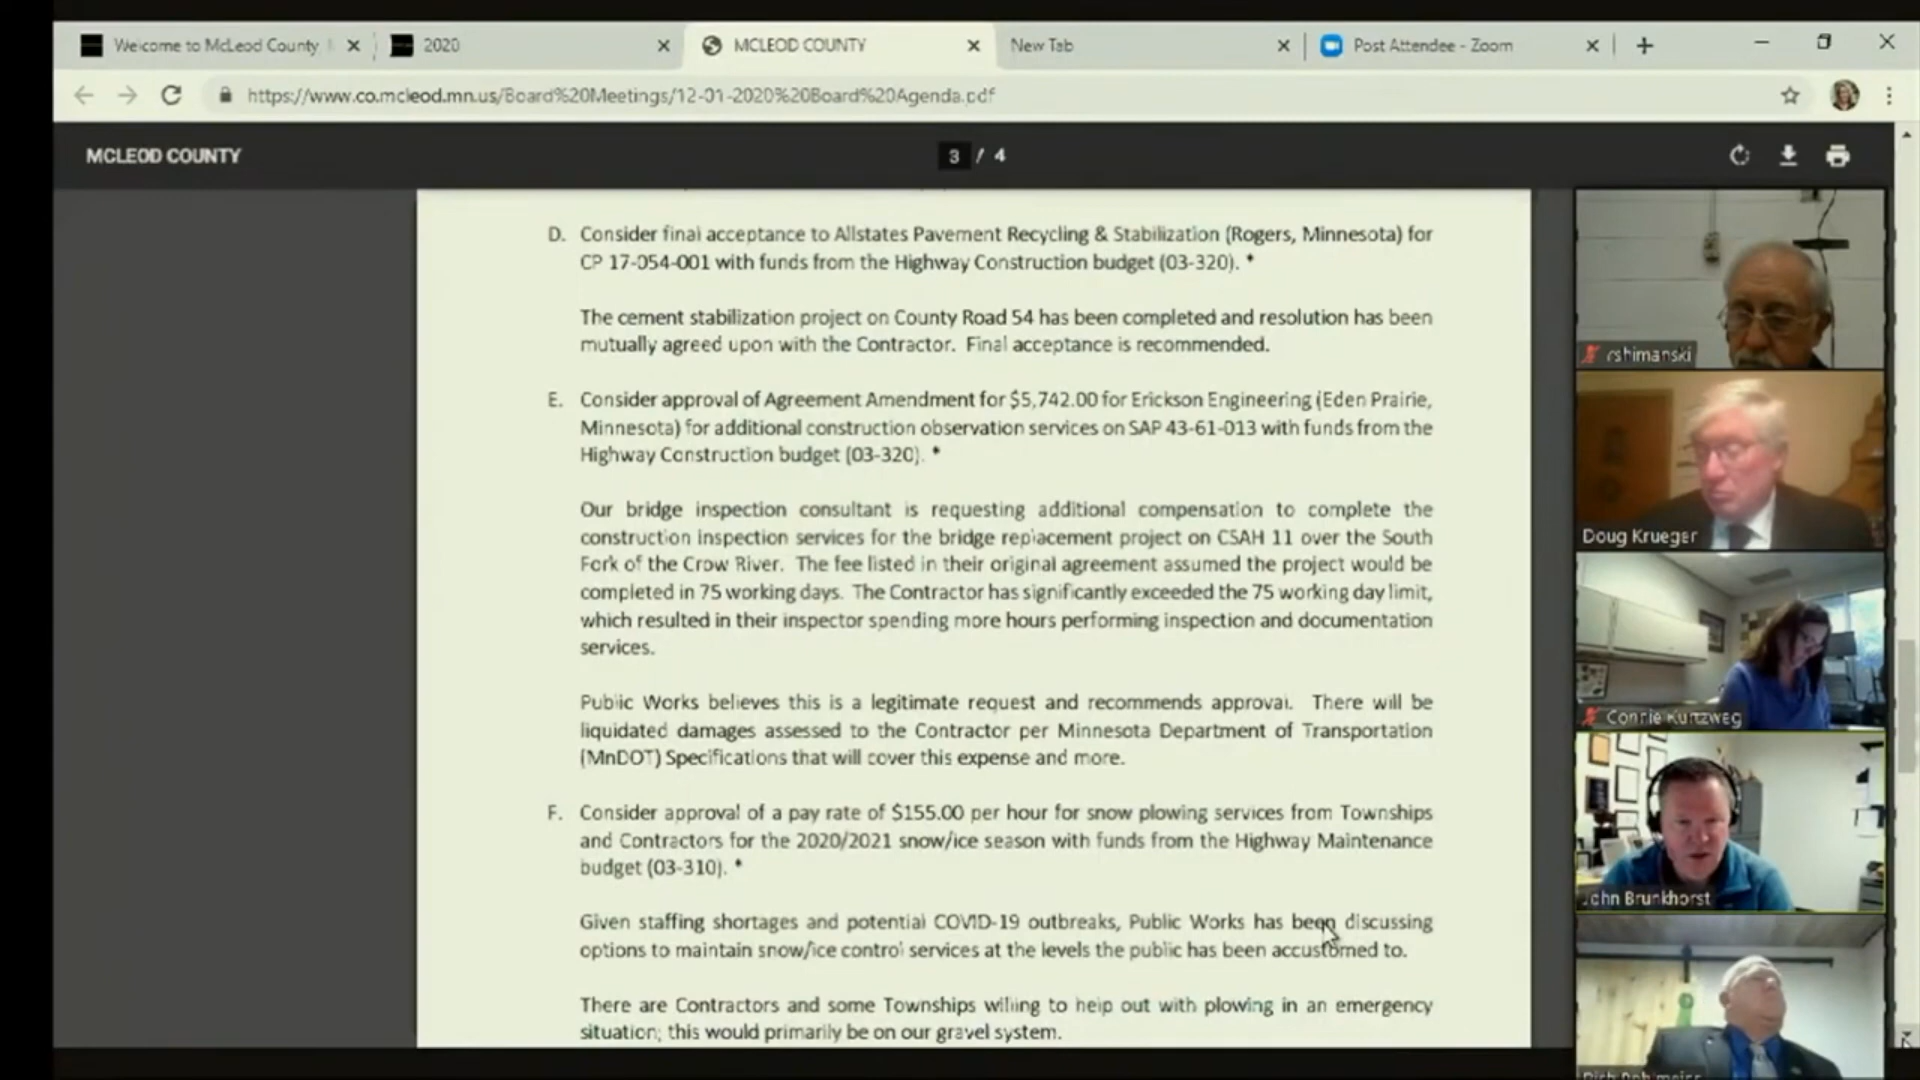 Welcome to McLeod County
2020
MCLEOD COUNTY
New Tab
Post Attendee - Zoom
https://www.co.mcleod.mn.us/Board%20Meetings/12-01-2020%20Board%20Agenda.pdf
MCLEOD COUNTY
3 / 4
D. Consider final acceptance to Allstates Pavement Recycling & Stabilization (Rogers, Minnesota) for
CP 17-054-001 with funds from the Highway Construction budget (03-320). *
The cement stabilization project on County Road 54 has been completed and resolution has been
mutually agreed upon with the Contractor. Final acceptance is recommended.
E. Consider approval of Agreement Amendment for $5,742.00 for Erickson Engineering (Eden Prairie,
Minnesota) for additional construction observation services on SAP 43-61-013 with funds from the
Highway Construction budget (03-320). *
Our bridge inspection consultant is requesting additional compensation to complete the
construction inspection services for the bridge replacement project on CSAH 11 over the South
Fork of the Crow River. The fee listed in their original agreement assumed the project would be
completed in 75 working days. The Contractor has significantly exceeded the 75 working day limit,
which resulted in their inspector spending more hours performing inspection and documentation
services.
Public Works believes this is a legitimate request and recommends approval. There will be
liquidated damages assessed to the Contractor per Minnesota Department of Transportation
(MnDOT) Specifications that will cover this expense and more.
F. Consider approval of a pay rate of $155.00 per hour for snow plowing services from Townships
and Contractors for the 2020/2021 snow/ice season with funds from the Highway Maintenance
budget (03-310). *
Given staffing shortages and potential COVID-19 outbreaks, Public Works has been discussing
options to maintain snow/ice control services at the levels the public has been accustomed to.
There are Contractors and some Townships willing to help out with plowing in an emergency
situation; this would primarily be on our gravel system.
rshimanski
Doug Krueger
Connie Kurtzweg
John Brunkhorst